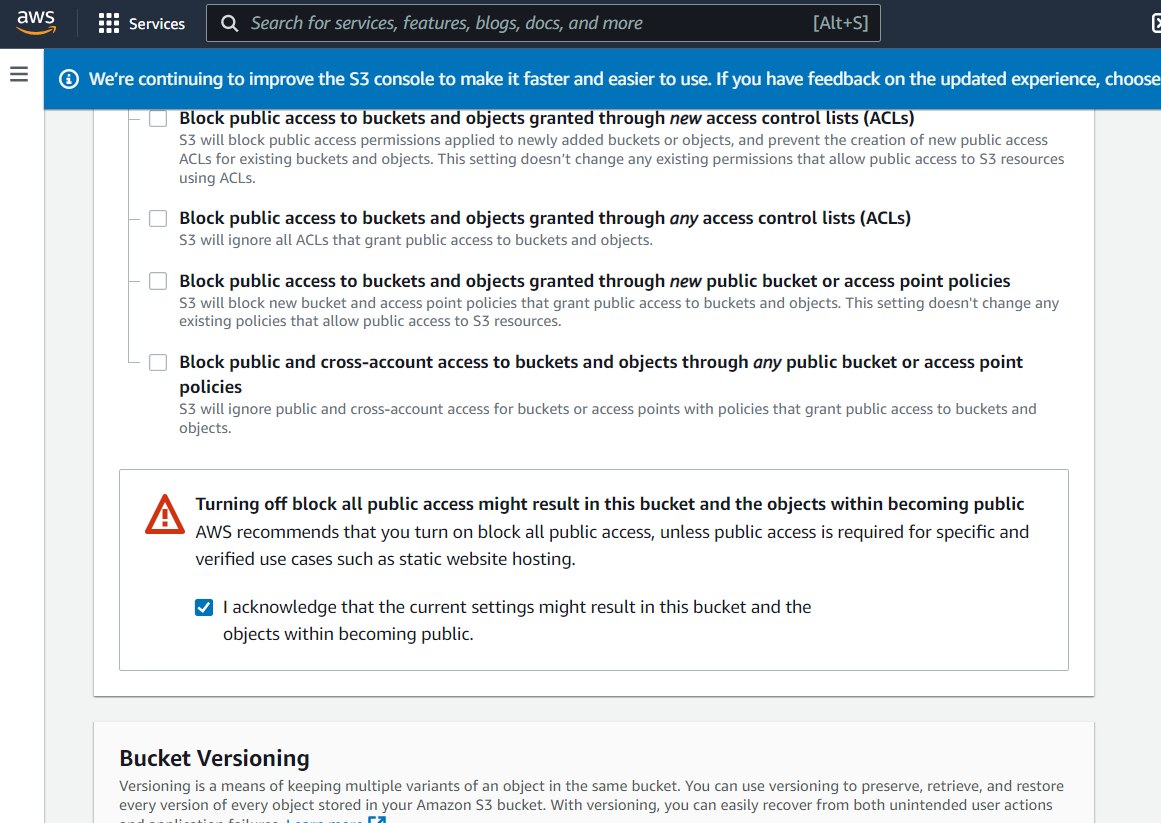 aws
Services
Search for services, features, blogs, docs, and more
[Alt+S]
We're continuing to improve the S3 console to make it faster and easier to use. If you have feedback on the updated experience, choose
Block public access to buckets and objects granted through new access control lists (ACLs)
S3 will block public access permissions applied to newly added buckets or objects, and prevent the creation of new public access
ACLs for existing buckets and objects. This setting doesn't change any existing permissions that allow public access to S3 resources
using ACLs.
Block public access to buckets and objects granted through any access control lists (ACLs)
S3 will ignore all ACLs that grant public access to buckets and objects.
Block public access to buckets and objects granted through new public bucket or access point policies
S3 will block new bucket and access point policies that grant public access to buckets and objects. This setting doesn't change any
existing policies that allow public access to S3 resources.
Block public and cross-account access to buckets and objects through any public bucket or access point
policies
S3 will ignore public and cross-account access for buckets or access points with policies that grant public access to buckets and
objects.
Turning off block all public access might result in this bucket and the objects within becoming public
AWS recommends that you turn on block all public access, unless public access is required for specific and
verified use cases such as static website hosting.
I acknowledge that the current settings might result in this bucket and the
objects within becoming public.
Bucket Versioning
Versioning is a means of keeping multiple variants of an object in the same bucket. You can use versioning to preserve, retrieve, and restore
every version of every object stored in your Amazon S3 bucket. With versioning, you can easily recover from both unintended user actions
and application failures. Learn more